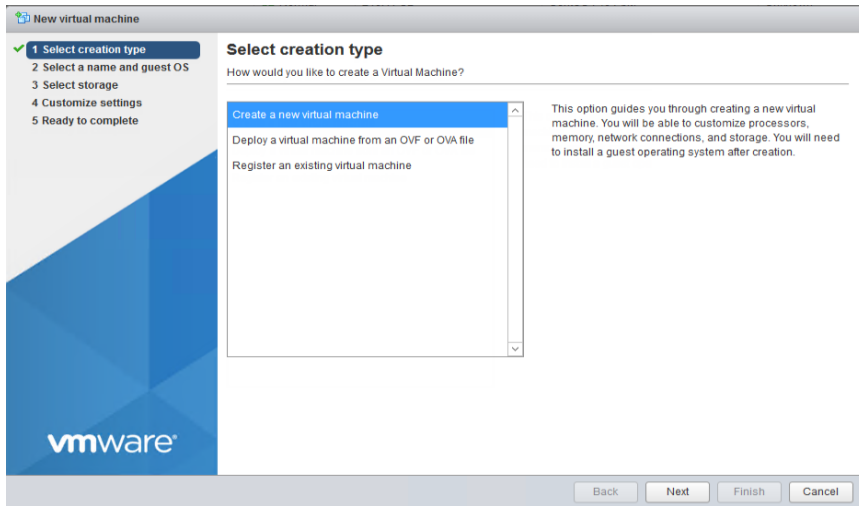 New virtual machine
1 Select creation type
2 Select a name and guest OS
3 Select storage
4 Customize settings
5 Ready to complete
Select creation type
How would you like to create a Virtual Machine?
Create a new virtual machine
Deploy a virtual machine from an OVF or OVA file
Register an existing virtual machine
This option guides you through creating a new virtual
machine. You will be able to customize processors,
memory, network connections, and storage. You will need
to install a guest operating system after creation.
vmware®
Back
Next
Finish
Cancel